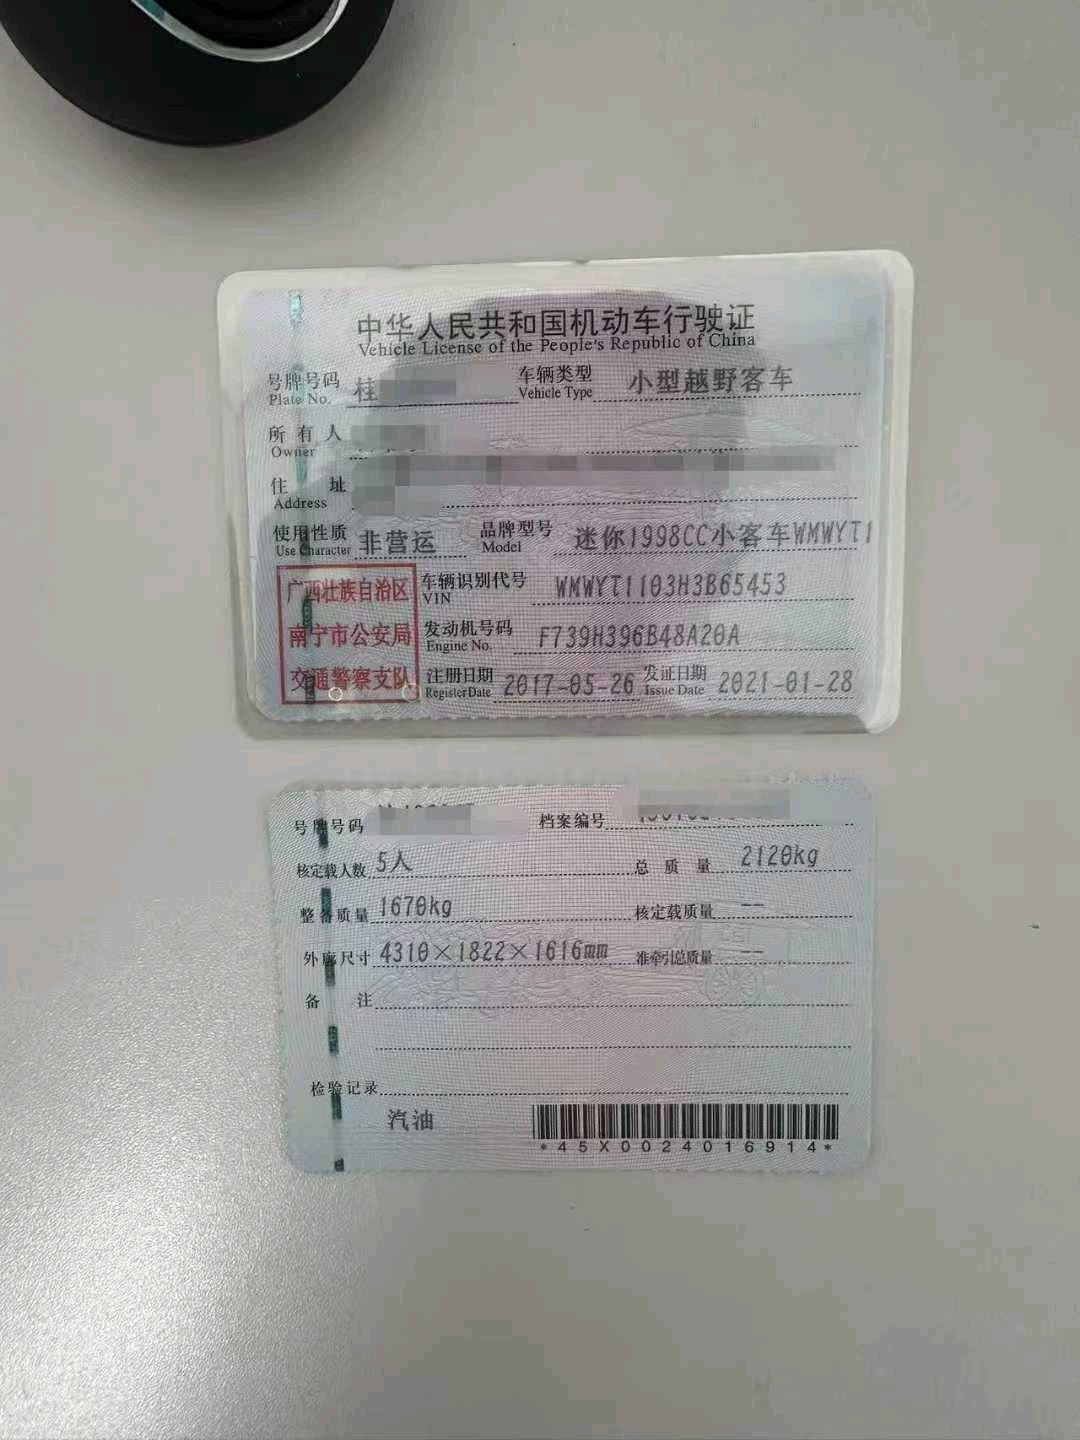 中华人民共和国机动车行驶证
Vehicle License of the People's Republic of China
号牌号码 桂 车辆类型 小型越野客车
Plate No. Vehicle Type
所有人
Owner
住址
Address
使用性质 非营运 品牌型号 迷你1998CC小客车WMWYT1
Use Character Model
广西壮族自治区
南宁市公安局
交通警察支队
车辆识别代号 WMWYT1103H3B65453
VIN
发动机号码 F739H396B48A20A
Engine No.
注册日期 2017-05-26 发证日期 2021-01-28
Register Date Issue Date
号牌号码 档案编号
核定载人数 5人 总质量 2120kg
整备质量 1670kg 核定载质量 --
外廓尺寸 4310×1822×1616mm 准牵引总质量 --
备注
检验记录
汽油
*45X0024016914*